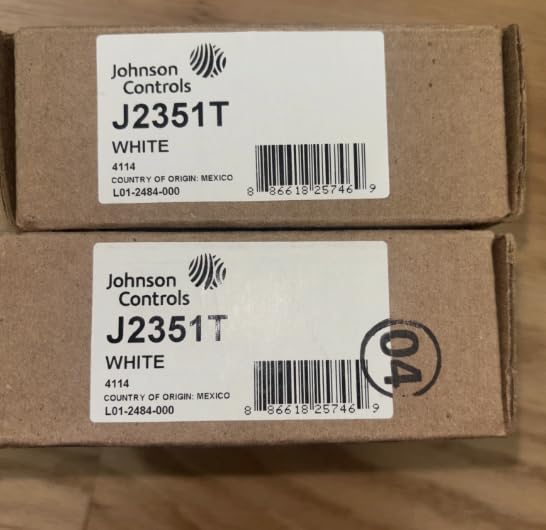 Johnson
Controls
J2351T
WHITE
4114
COUNTRY OF ORIGIN: MEXICO
L01-2484-000
8 86618 25746 9
Johnson
Controls
J2351T
WHITE
4114
COUNTRY OF ORIGIN: MEXICO
L01-2484-000
8 86618 25746 9
04